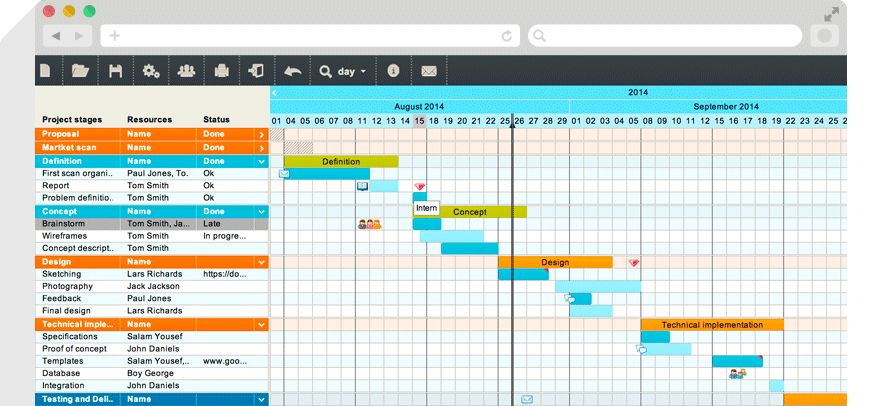 day
2014
August 2014 September 2014
Project stages Resources Status 01 04 05 06 07 08 11 12 13 14 15 18 19 20 21 22 25 26 27 28 29 01 02 03 04 05 08 09 10 11 12 15 16 17 18 19 22 23 24 25
Proposal Name Done
Martket scan Name Done
Definition Name Done Definition
First scan organi.. Paul Jones, To. Ok
Report Tom Smith Ok
Problem definitio.. Tom Smith Ok
Intern
Concept Name Done Concept
Brainstorm Tom Smith, Ja... Late
Wireframes Tom Smith In progre...
Concept descript.. Tom Smith
Design Name Design
Sketching Lars Richards https://do...
Photography Jack Jackson
Feedback Paul Jones
Final design Lars Richards
Technical imple... Name Technical implementation
Specifications Salam Yousef
Proof of concept John Daniels
Templates Salam Yousef,.. www.goo...
Database Boy George
Integration John Daniels
Testing and Deli.. Name